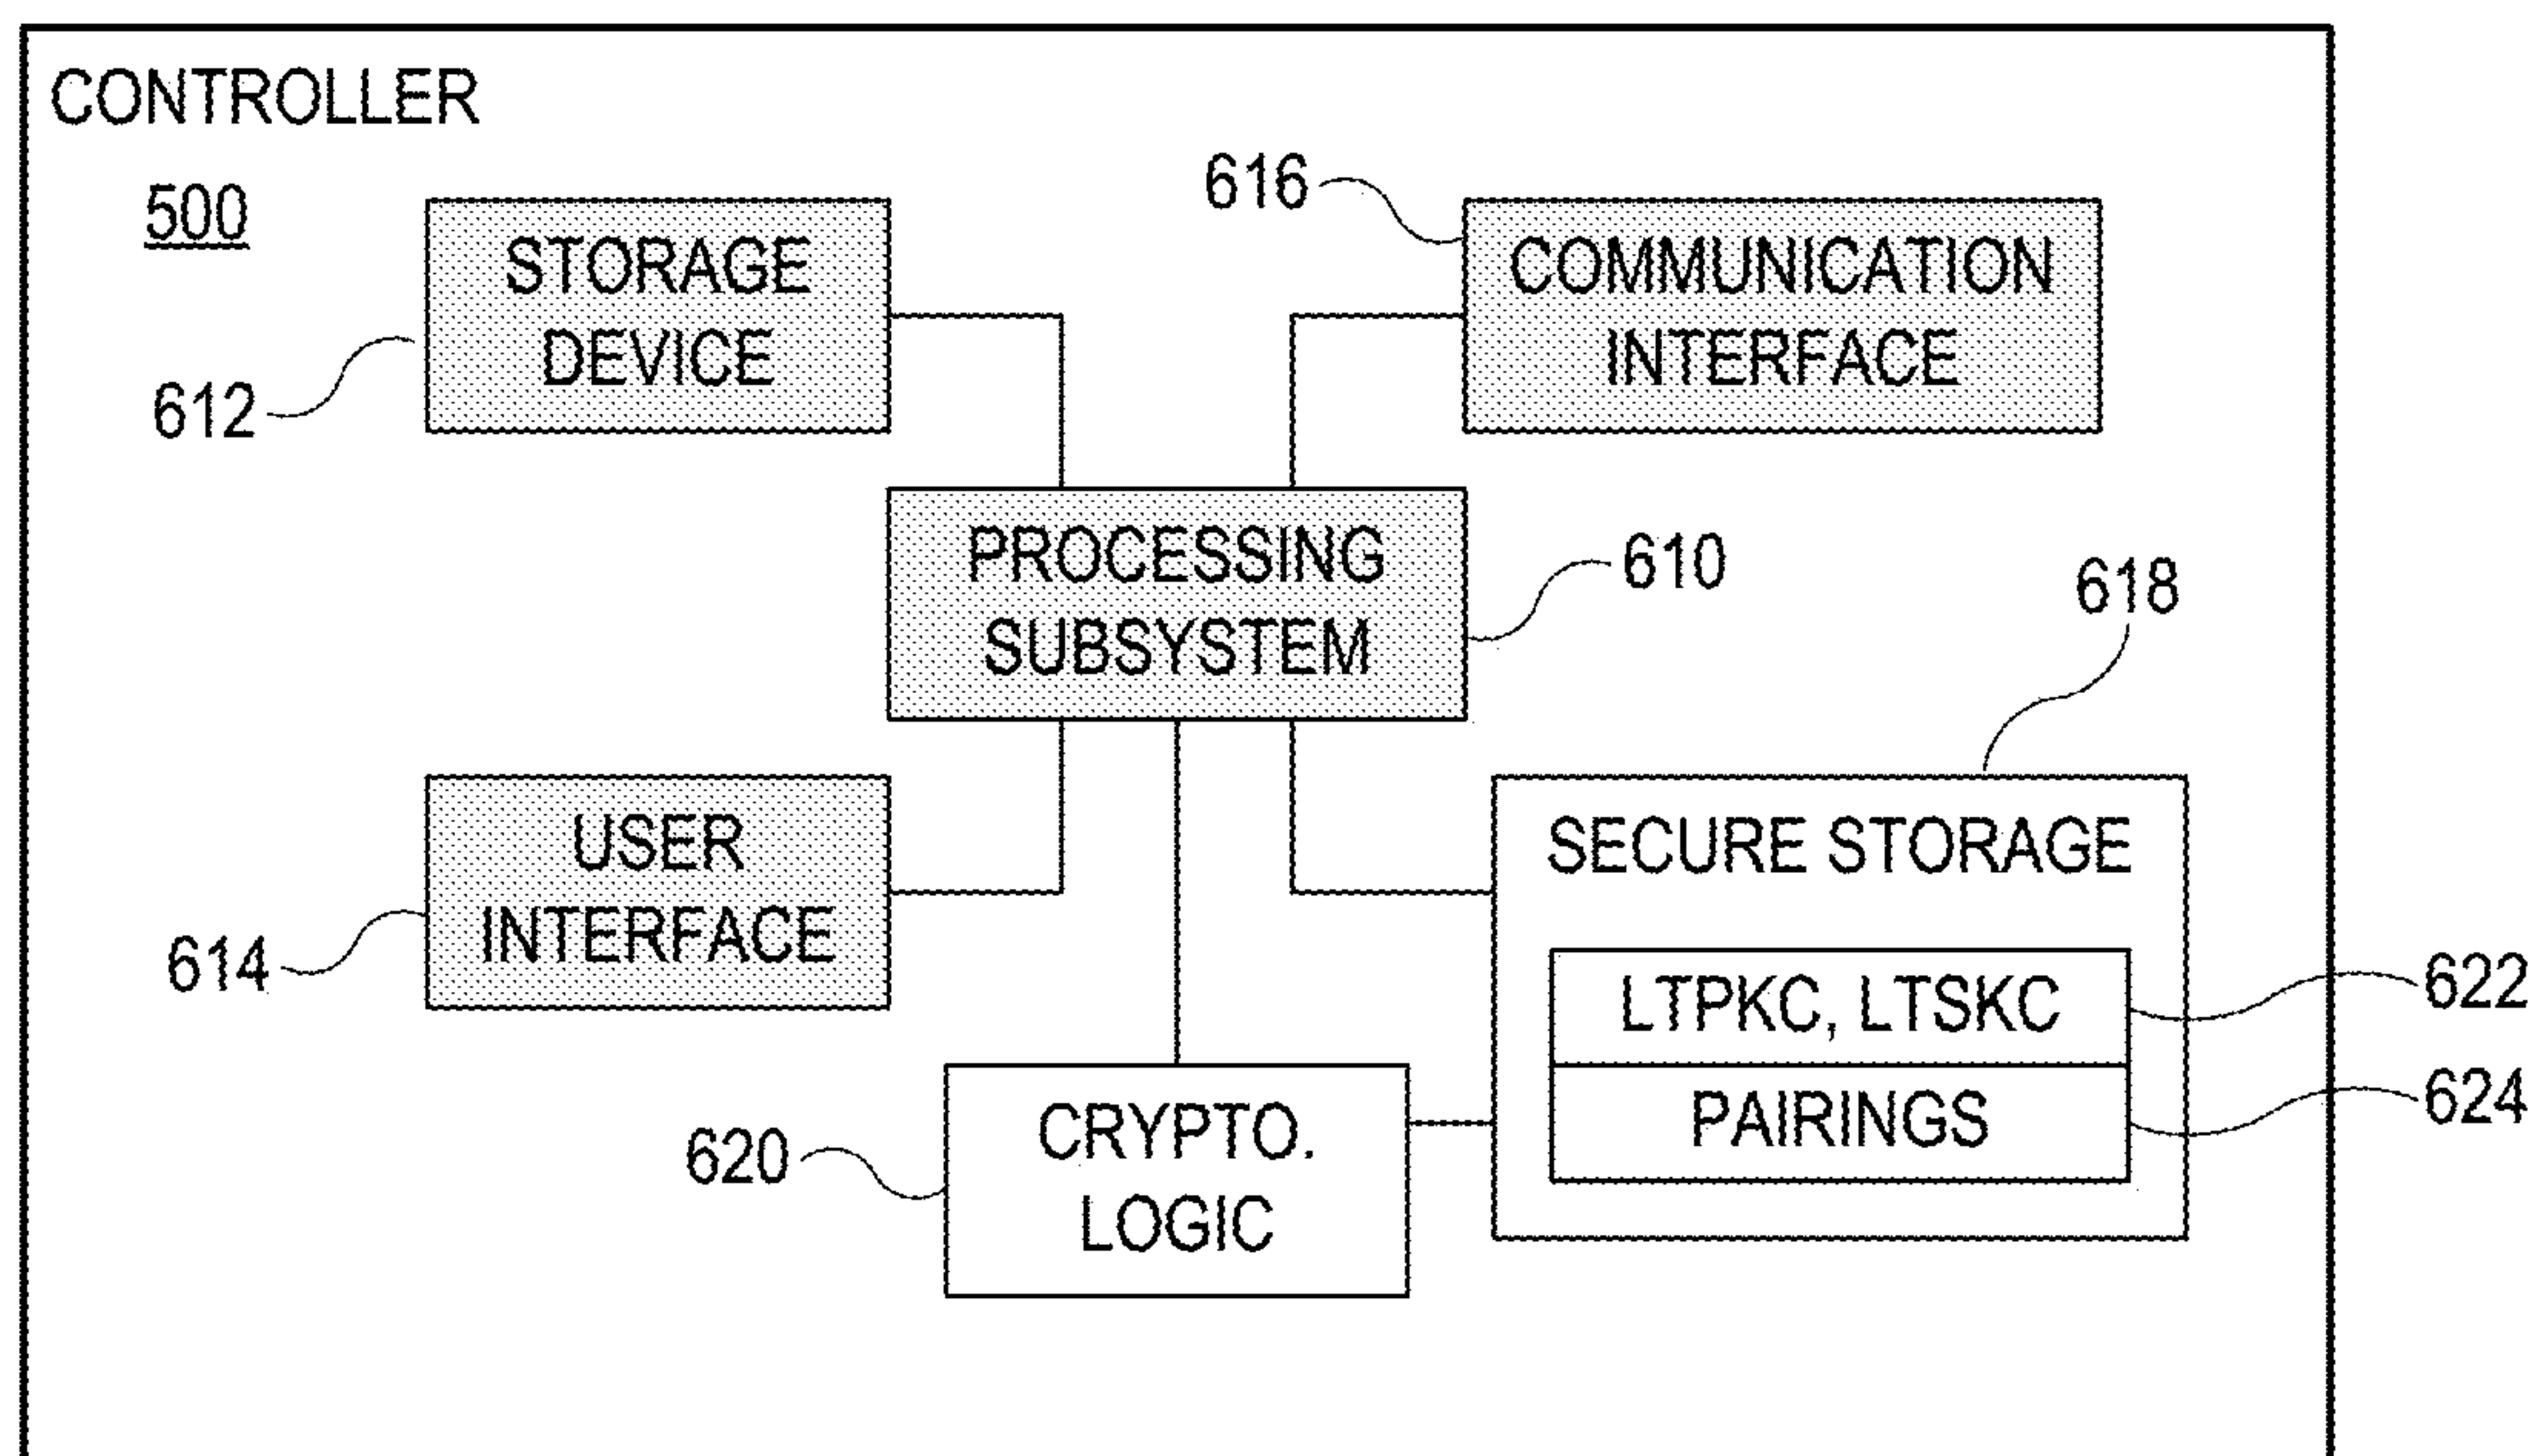 CONTROLLER
500
STORAGE
DEVICE
612
616
COMMUNICATION
INTERFACE
PROCESSING
SUBSYSTEM
610
618
USER
INTERFACE
614
SECURE STORAGE
LTPKC, LTSKC
622
PAIRINGS
624
620
CRYPTO.
LOGIC